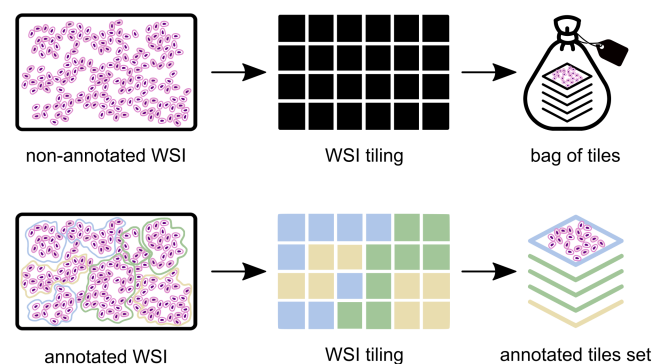 non-annotated WSI
WSI tiling
bag of tiles
annotated WSI
WSI tiling
annotated tiles set